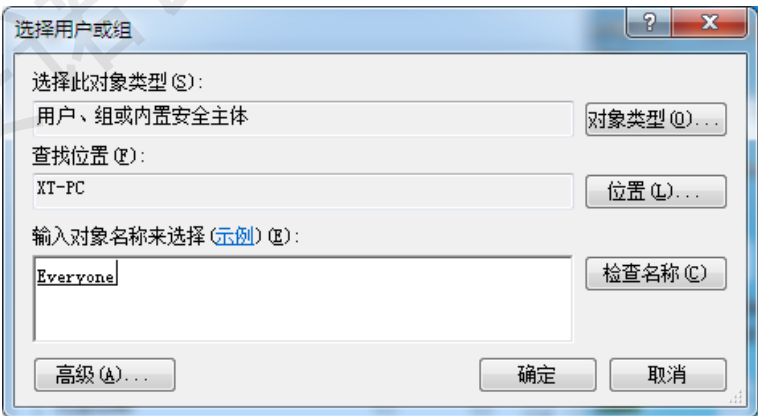 选择用户或组
选择此对象类型(S):
用户、组或内置安全主体
对象类型(O)...
查找位置(F):
XT-PC
位置(L)...
输入对象名称来选择(示例)(E):
Everyone
检查名称(C)
高级(A)...
确定
取消